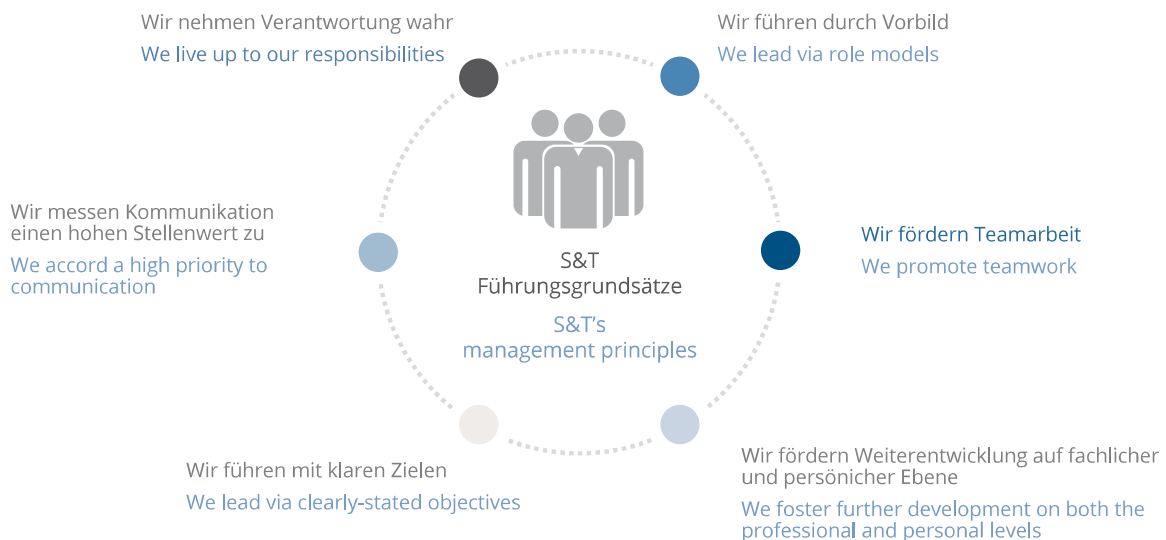 Wir nehmen Verantwortung wahr
We live up to our responsibilities
Wir führen durch Vorbild
We lead via role models
Wir messen Kommunikation
einen hohen Stellenwert zu
We accord a high priority to
communication
S&T
Führungsgrundsätze
S&T's
management principles
Wir fördern Teamarbeit
We promote teamwork
Wir führen mit klaren Zielen
We lead via clearly-stated objectives
Wir fördern Weiterentwicklung auf fachlicher
und persönicher Ebene
We foster further development on both the
professional and personal levels